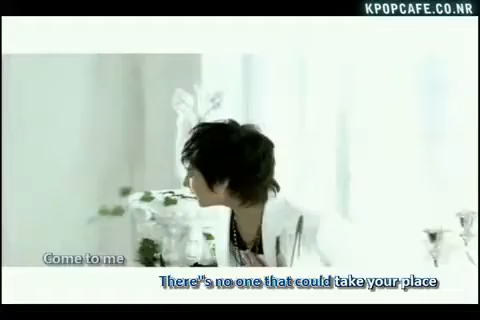 KPOPCAFE.CO.NR
Come to me
There"s no one that could take your place